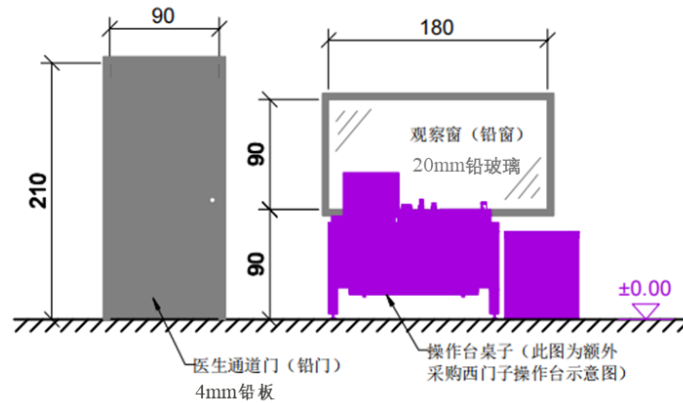 90
180
观察窗（铅窗）
20mm铅玻璃
90
210
90
±0.00
医生通道门（铅门）
4mm铅板
操作台桌子（此图为额外
采购西门子操作台示意图）